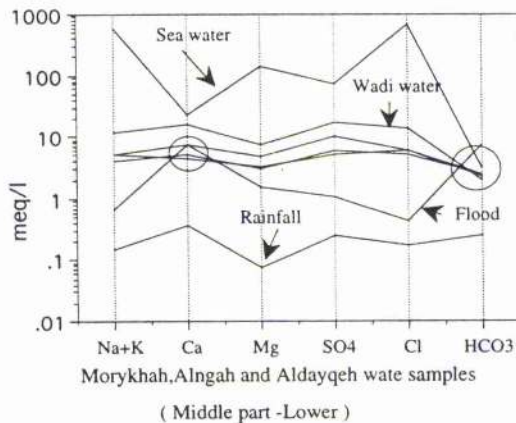 1000
100
10
1
.1
.01
meq/l
Sea water
Wadi water
Flood
Rainfall
Na+K Ca Mg SO4 Cl HCO3
Morykhah,Alngah and Aldayqeh wate samples
( Middle part -Lower )